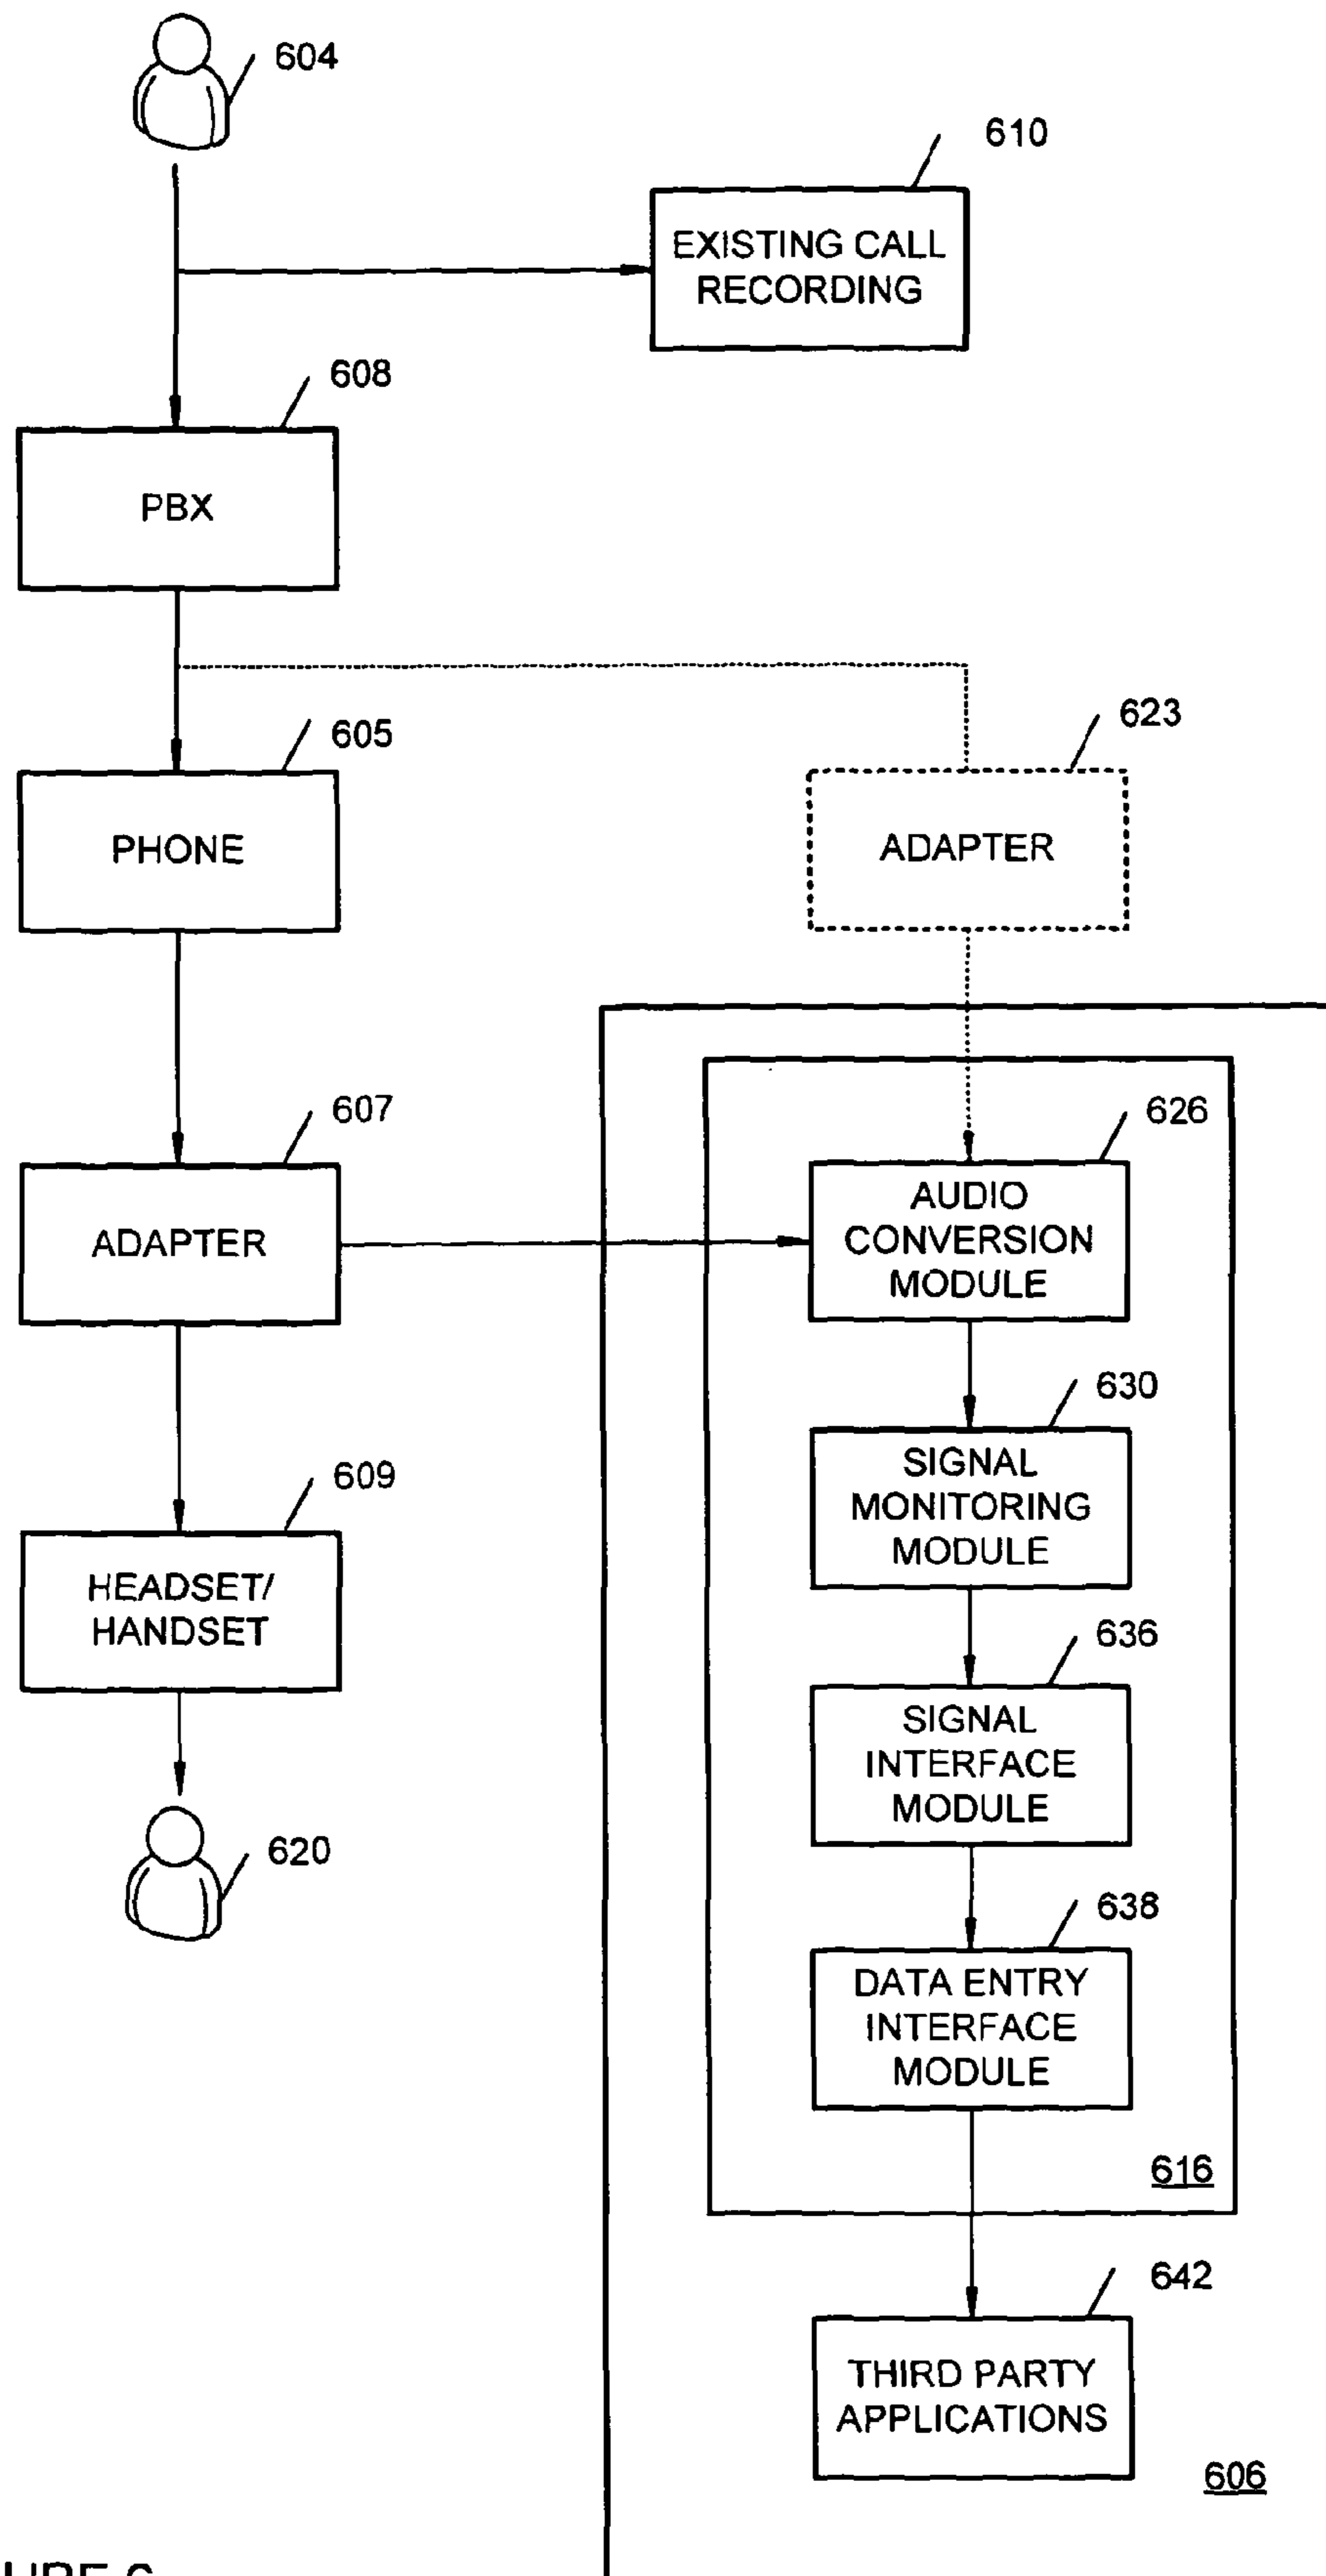 604
610
EXISTING CALL
RECORDING
608
PBX
605
PHONE
623
ADAPTER
607
ADAPTER
626
AUDIO
CONVERSION
MODULE
630
SIGNAL
MONITORING
MODULE
609
HEADSET/
HANDSET
636
SIGNAL
INTERFACE
MODULE
620
638
DATA ENTRY
INTERFACE
MODULE
616
642
THIRD PARTY
APPLICATIONS
606